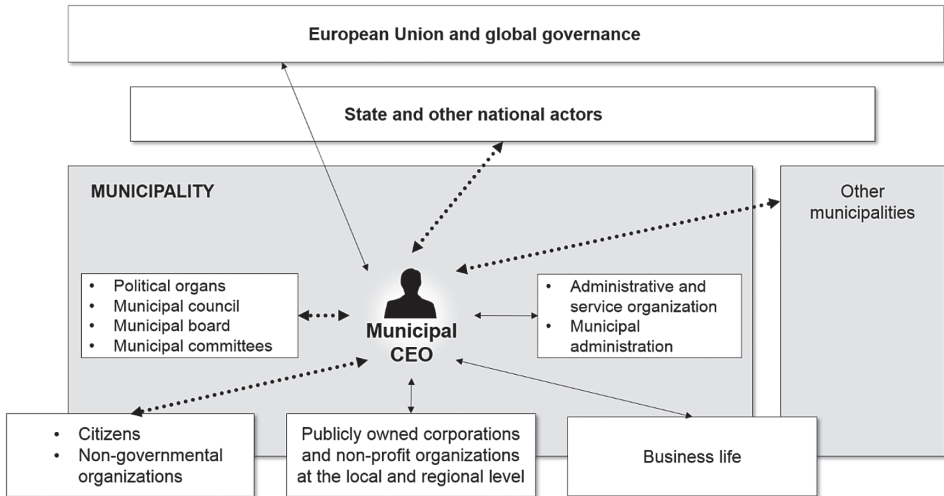 European Union and global governance
State and other national actors
MUNICIPALITY
Other
municipalities
• Political organs
• Municipal council
• Municipal board
• Municipal committees
Municipal
CEO
• Administrative and
service organization
• Municipal
administration
• Citizens
• Non-governmental
organizations
Publicly owned corporations
and non-profit organizations
at the local and regional level
Business life